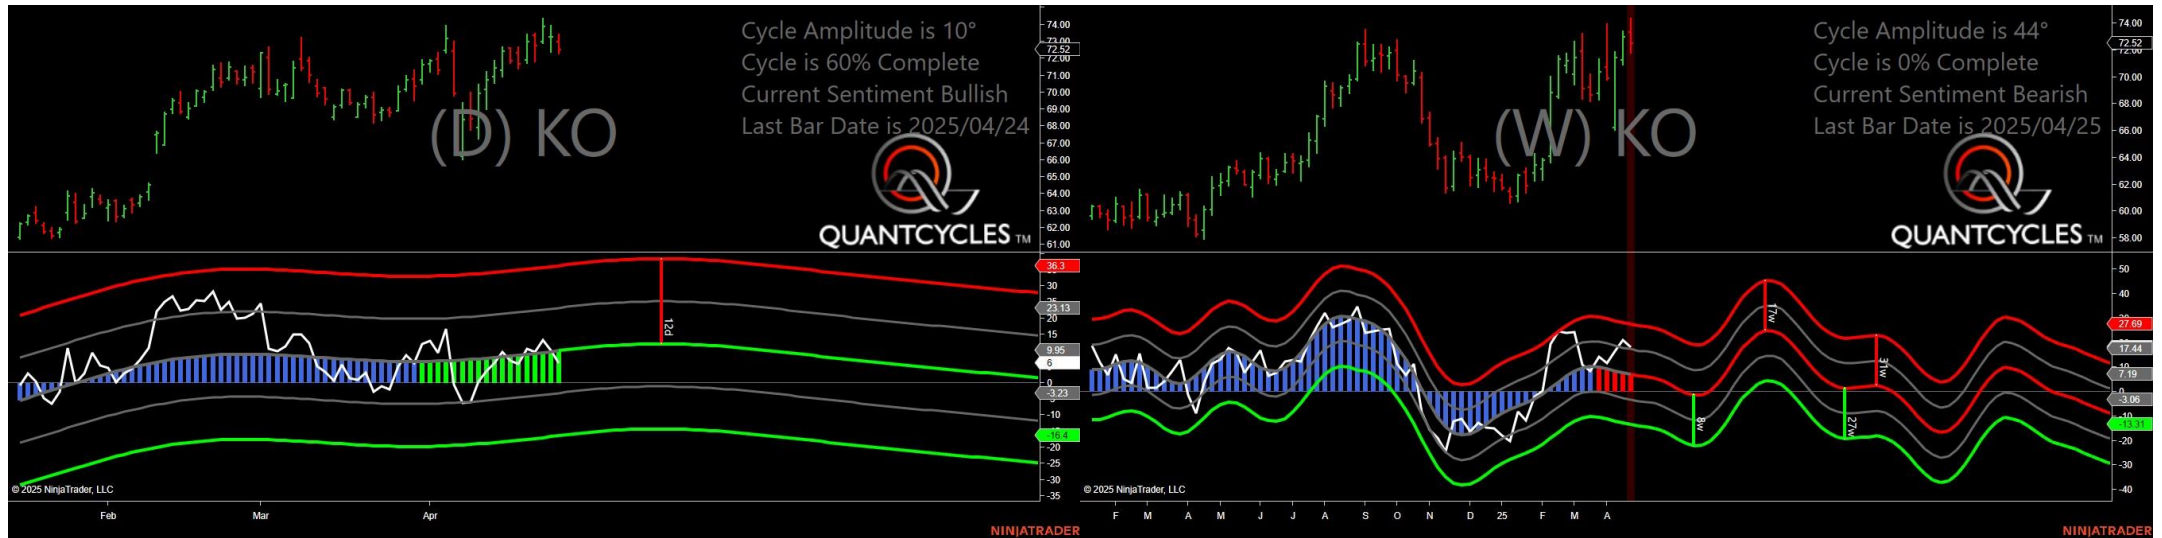 Cycle Amplitude is 10°
Cycle is 60% Complete
Current Sentiment Bullish
Last Bar Date is 2025/04/24
(D) KO
QUANTCYCLES TM
74.00
73.00
72.52
72.00
71.00
70.00
69.00
68.00
67.00
66.00
65.00
64.00
63.00
62.00
61.00
36.3
30
23.13
20
15
9.95
6
0
-3.23
-10
-16.4
-20
-25
-30
-35
12d
© 2025 NinjaTrader, LLC
Feb Mar Apr
NINJATRADER
Cycle Amplitude is 44°
Cycle is 0% Complete
Current Sentiment Bearish
Last Bar Date is 2025/04/25
(W) KO
QUANTCYCLES TM
74.00
72.52
70.00
68.00
66.00
64.00
62.00
60.00
58.00
50
40
27.69
17.44
7.19
0
-3.06
-13.31
-20
-30
-40
8w
17w
27w
31w
© 2025 NinjaTrader, LLC
F M A M J J A S O N D 25 F M A
NINJATRADER